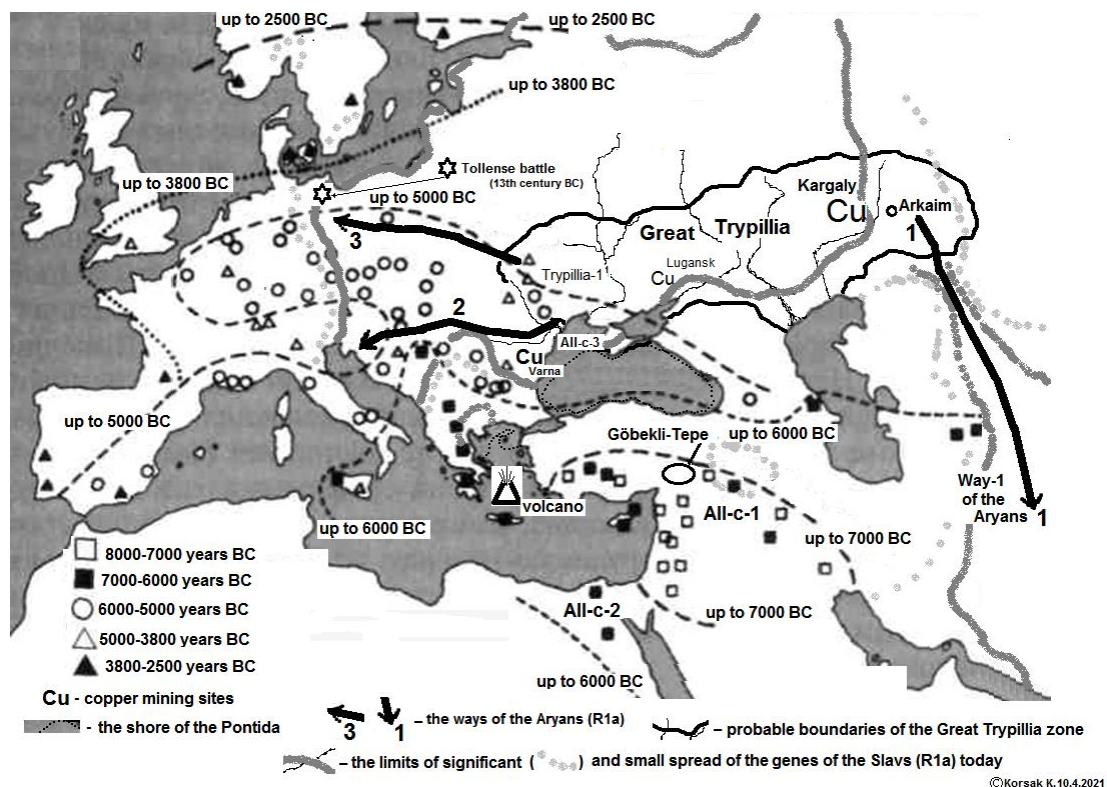 up to 2500 BC
up to 2500 BC
up to 3800 BC
Tollense battle
(13th century BC)
up to 3800 BC
up to 5000 BC
Kargaly
Cu
Arkaim
1
Great Trypillia
3
Trypillia-1
Lugansk
Cu
2
All-c-3
Cu
Varna
up to 5000 BC
Göbekli-Tepe
up to 6000 BC
volcano
All-c-1
Way-1
of the
Aryans
1
up to 6000 BC
up to 7000 BC
8000-7000 years BC
7000-6000 years BC
6000-5000 years BC
5000-3800 years BC
3800-2500 years BC
All-c-2
up to 7000 BC
up to 6000 BC
Cu - copper mining sites
- the shore of the Pontida
3 1 – the ways of the Aryans (R1a)
– probable boundaries of the Great Trypillia zone
– the limits of significant ( ) and small spread of the genes of the Slavs (R1a) today
©Korsak K.10.4.2021